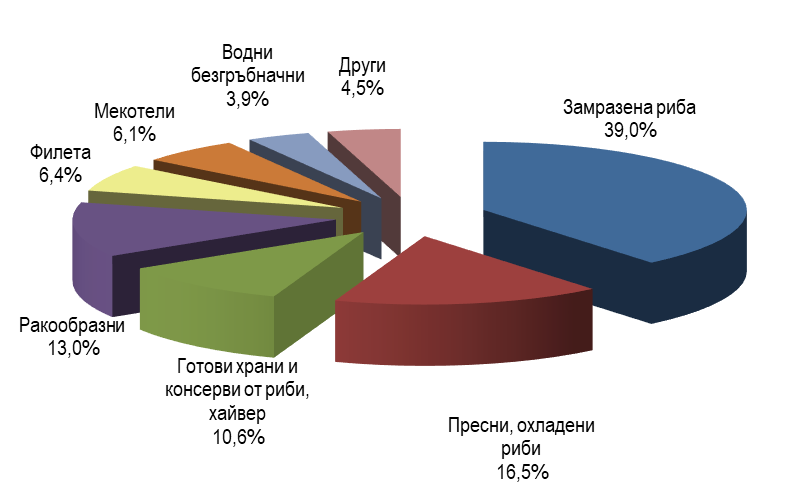 Водни
безгръбначни
3,9%
Други
4,5%
Замразена риба
39,0%
Мекотели
6,1%
Филета
6,4%
Ракообразни
13,0%
Готови храни и
консерви от риби,
хайвер
10,6%
Пресни, охладени
риби
16,5%